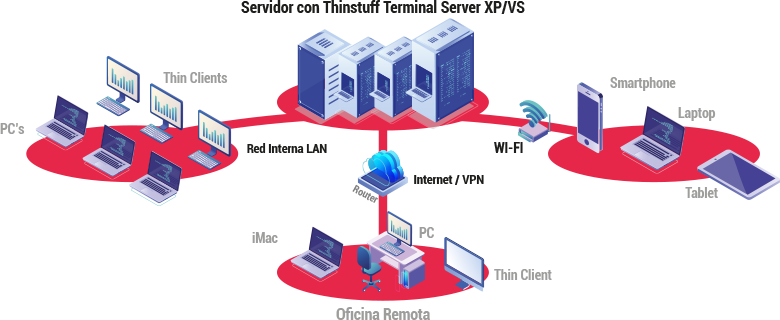 Servidor con Thinstuff Terminal Server XP/VS
Thin Clients
Smartphone
PC's
Laptop
Red Interna LAN
WI-FI
Internet / VPN
Router
Tablet
iMac
PC
Thin Client
Oficina Remota